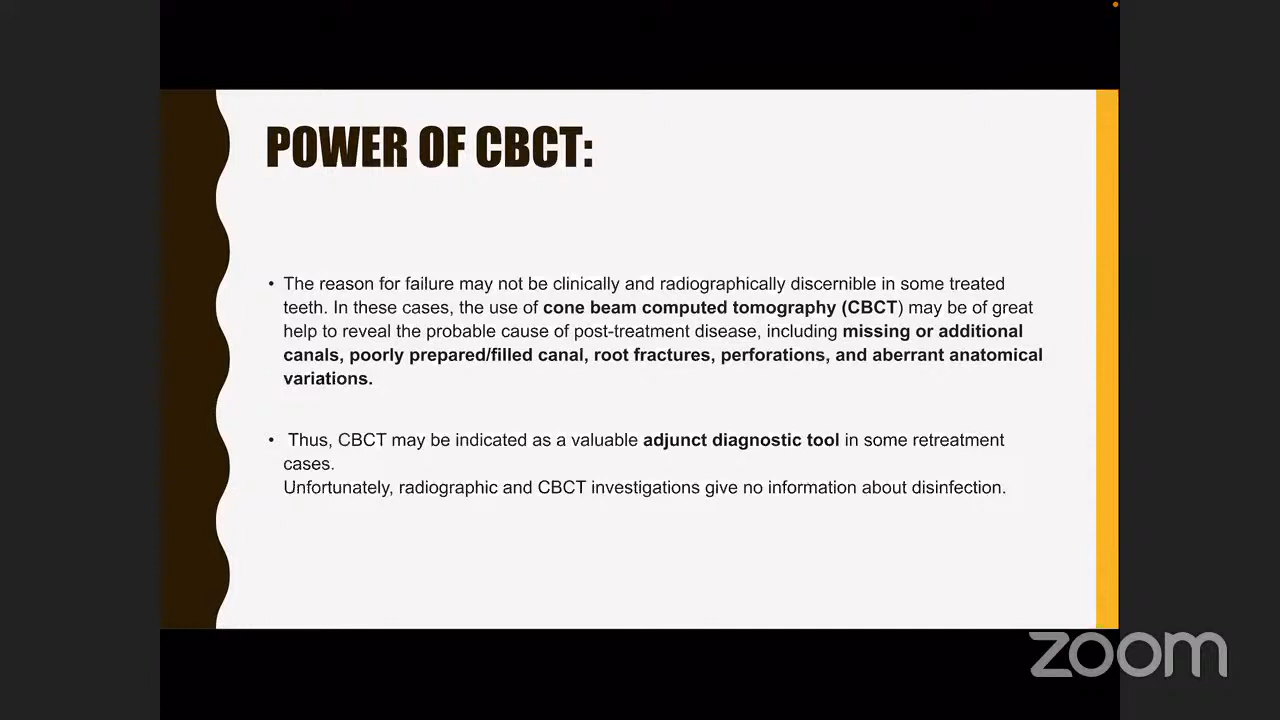 POWER OF CBCT:
• The reason for failure may not be clinically and radiographically discernible in some treated
teeth. In these cases, the use of cone beam computed tomography (CBCT) may be of great
help to reveal the probable cause of post-treatment disease, including missing or additional
canals, poorly prepared/filled canal, root fractures, perforations, and aberrant anatomical
variations.
• Thus, CBCT may be indicated as a valuable adjunct diagnostic tool in some retreatment
cases.
Unfortunately, radiographic and CBCT investigations give no information about disinfection.
zoom